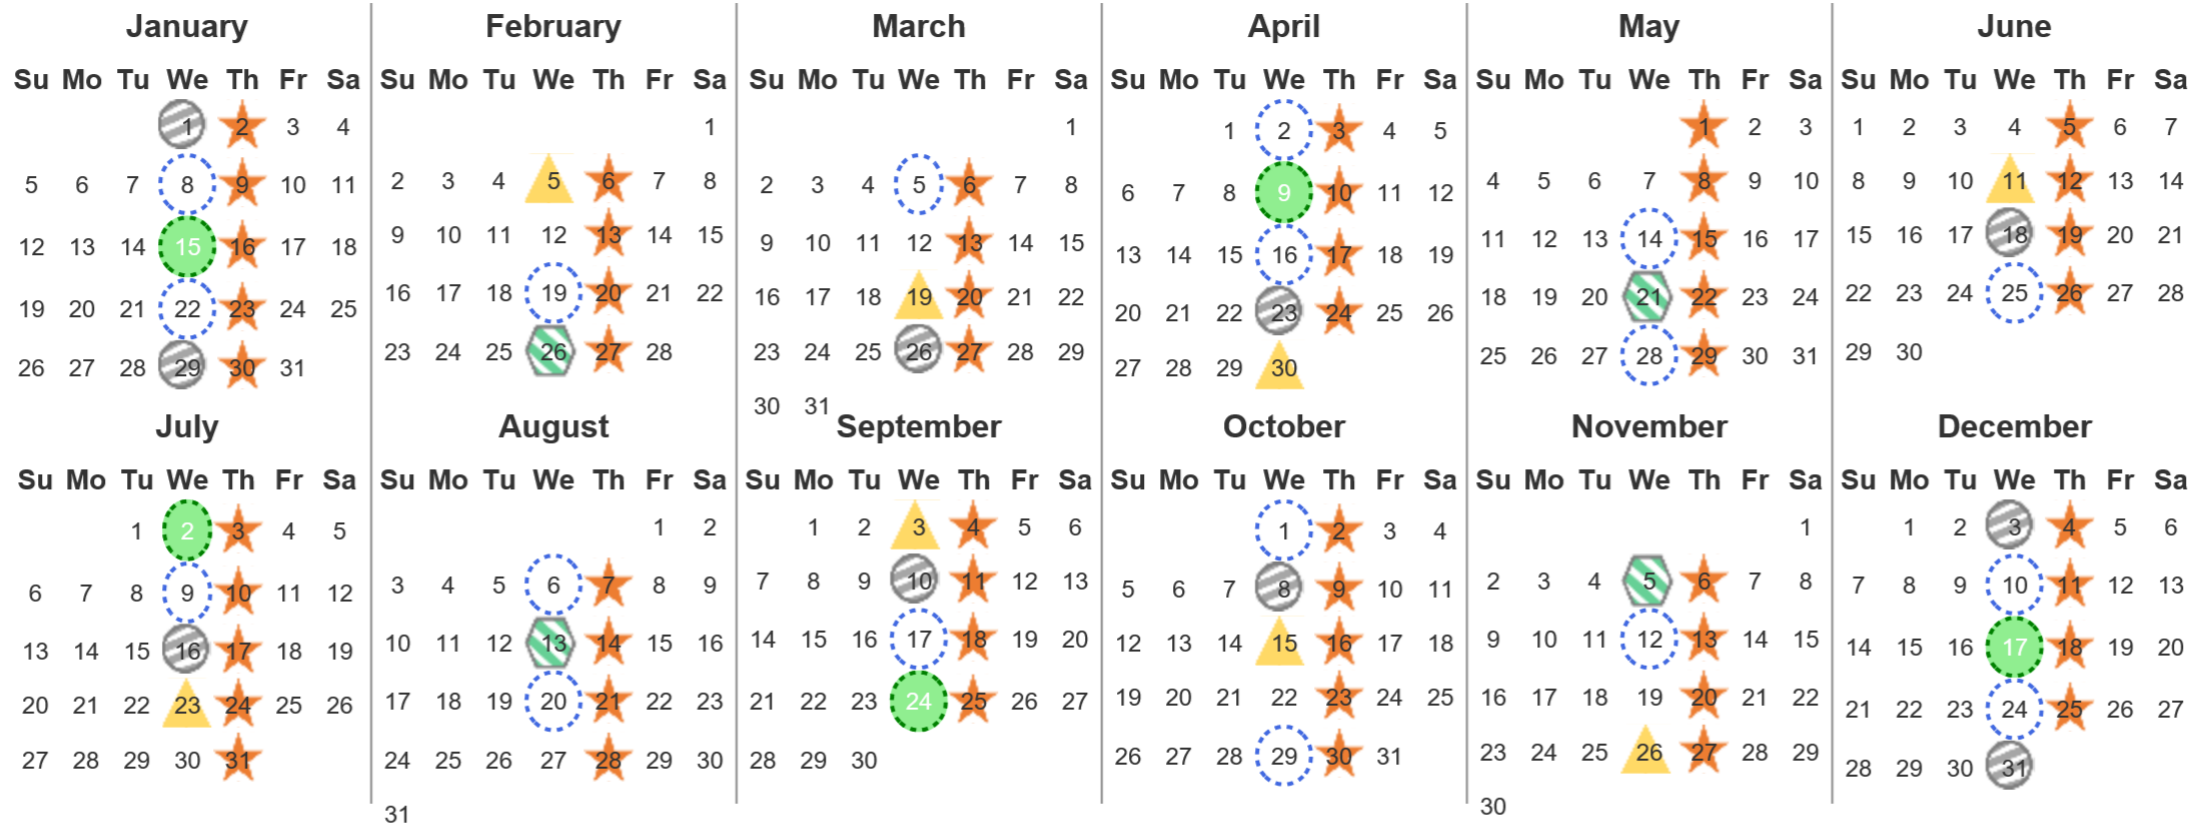 January February March April May June
Su Mo Tu We Th Fr Sa Su Mo Tu We Th Fr Sa Su Mo Tu We Th Fr Sa Su Mo Tu We Th Fr Sa Su Mo Tu We Th Fr Sa Su Mo Tu We Th Fr Sa
1 2 3 4 1 1 1 2 3 4 5 1 2 3 1 2 3 4 5 6 7
5 6 7 8 9 10 11 2 3 4 5 6 7 8 2 3 4 5 6 7 8 6 7 8 9 10 11 12 4 5 6 7 8 9 10 8 9 10 11 12 13 14
12 13 14 15 16 17 18 9 10 11 12 13 14 15 9 10 11 12 13 14 15 13 14 15 16 17 18 19 11 12 13 14 15 16 17 15 16 17 18 19 20 21
19 20 21 22 23 24 25 16 17 18 19 20 21 22 16 17 18 19 20 21 22 20 21 22 23 24 25 26 18 19 20 21 22 23 24 22 23 24 25 26 27 28
26 27 28 29 30 31 23 24 25 26 27 28 23 24 25 26 27 28 29 27 28 29 30 25 26 27 28 29 30 31 29 30
30 31
July August September October November December
Su Mo Tu We Th Fr Sa Su Mo Tu We Th Fr Sa Su Mo Tu We Th Fr Sa Su Mo Tu We Th Fr Sa Su Mo Tu We Th Fr Sa Su Mo Tu We Th Fr Sa
1 2 3 4 5 1 2 1 2 3 4 5 6 1 2 3 4 1 1 2 3 4 5 6
6 7 8 9 10 11 12 3 4 5 6 7 8 9 7 8 9 10 11 12 13 5 6 7 8 9 10 11 2 3 4 5 6 7 8 7 8 9 10 11 12 13
13 14 15 16 17 18 19 10 11 12 13 14 15 16 14 15 16 17 18 19 20 12 13 14 15 16 17 18 9 10 11 12 13 14 15 14 15 16 17 18 19 20
20 21 22 23 24 25 26 17 18 19 20 21 22 23 21 22 23 24 25 26 27 19 20 21 22 23 24 25 16 17 18 19 20 21 22 21 22 23 24 25 26 27
27 28 29 30 31 24 25 26 27 28 29 30 28 29 30 26 27 28 29 30 31 23 24 25 26 27 28 29 28 29 30 31
31 30